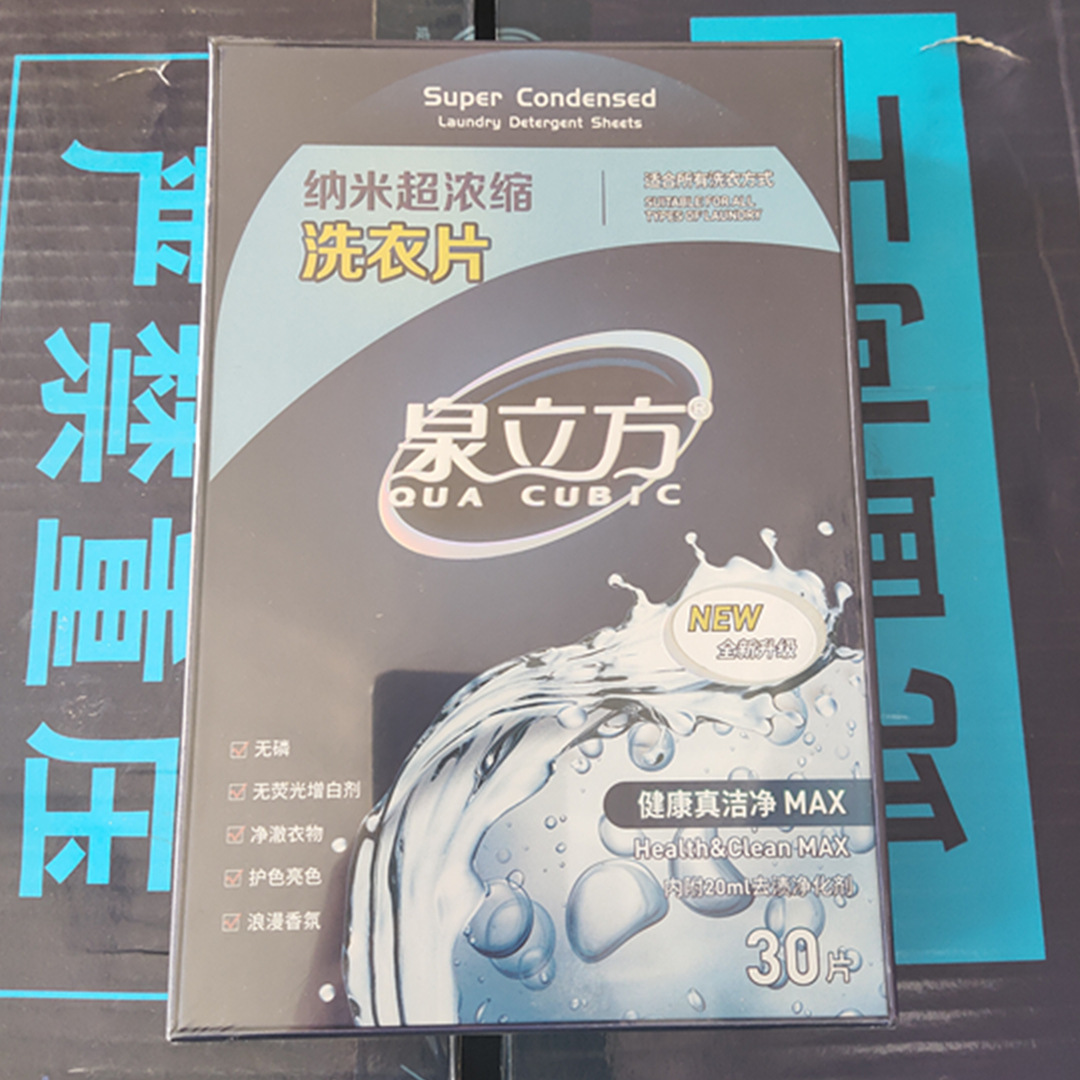 Super Condensed
Laundry Detergent Sheets
纳米超浓缩
洗衣片
适合所有洗衣方式
SUITABLE FOR ALL
TYPES OF LAUNDRY
泉立方®
QUA CUBIC
NEW
全新升级
无磷
无荧光增白剂
净澈衣物
护色亮色
浪漫香氛
健康真洁净 MAX
Health&Clean MAX
内附20ml去渍净化剂
30片
严禁重压